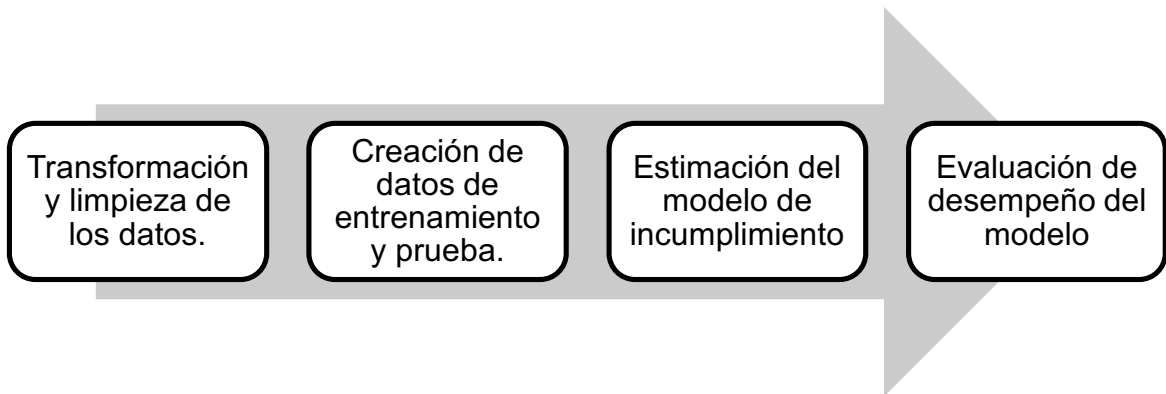 Transformación
y limpieza de
los datos.
Creación de
datos de
entrenamiento
y prueba.
Estimación del
modelo de
incumplimiento
Evaluación de
desempeño del
modelo